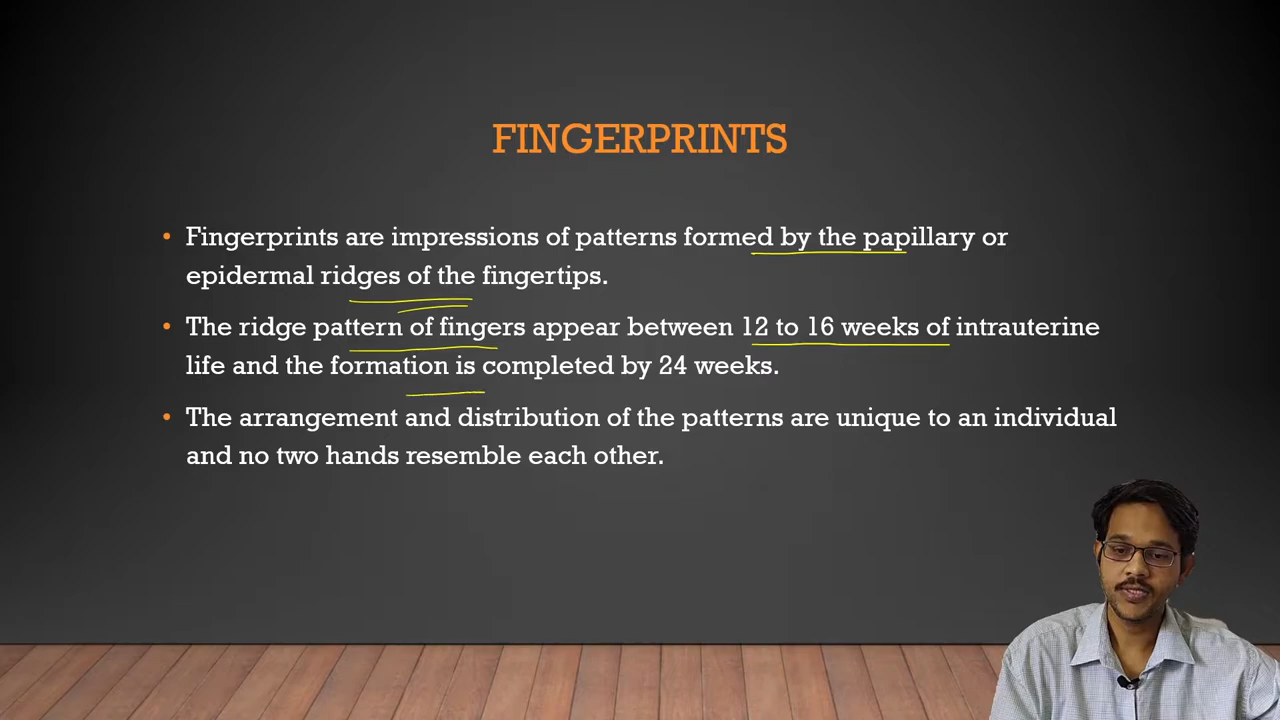 FINGERPRINTS
• Fingerprints are impressions of patterns formed by the papillary or
epidermal ridges of the fingertips.
• The ridge pattern of fingers appear between 12 to 16 weeks of intrauterine
life and the formation is completed by 24 weeks.
• The arrangement and distribution of the patterns are unique to an individual
and no two hands resemble each other.